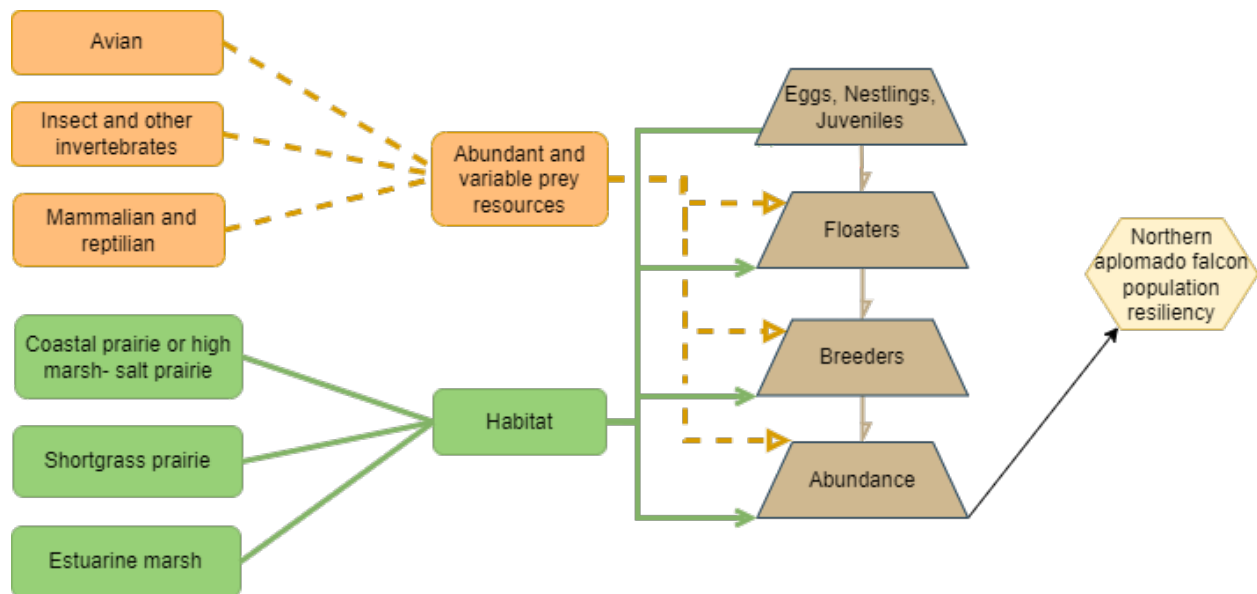 Avian
Insect and other
invertebrates
Mammalian and
reptilian
Abundant and
variable prey
resources
Coastal prairie or high
marsh- salt prairie
Shortgrass prairie
Estuarine marsh
Habitat
Eggs, Nestlings,
Juveniles
Floaters
Breeders
Abundance
Northern
aplomado falcon
population
resiliency